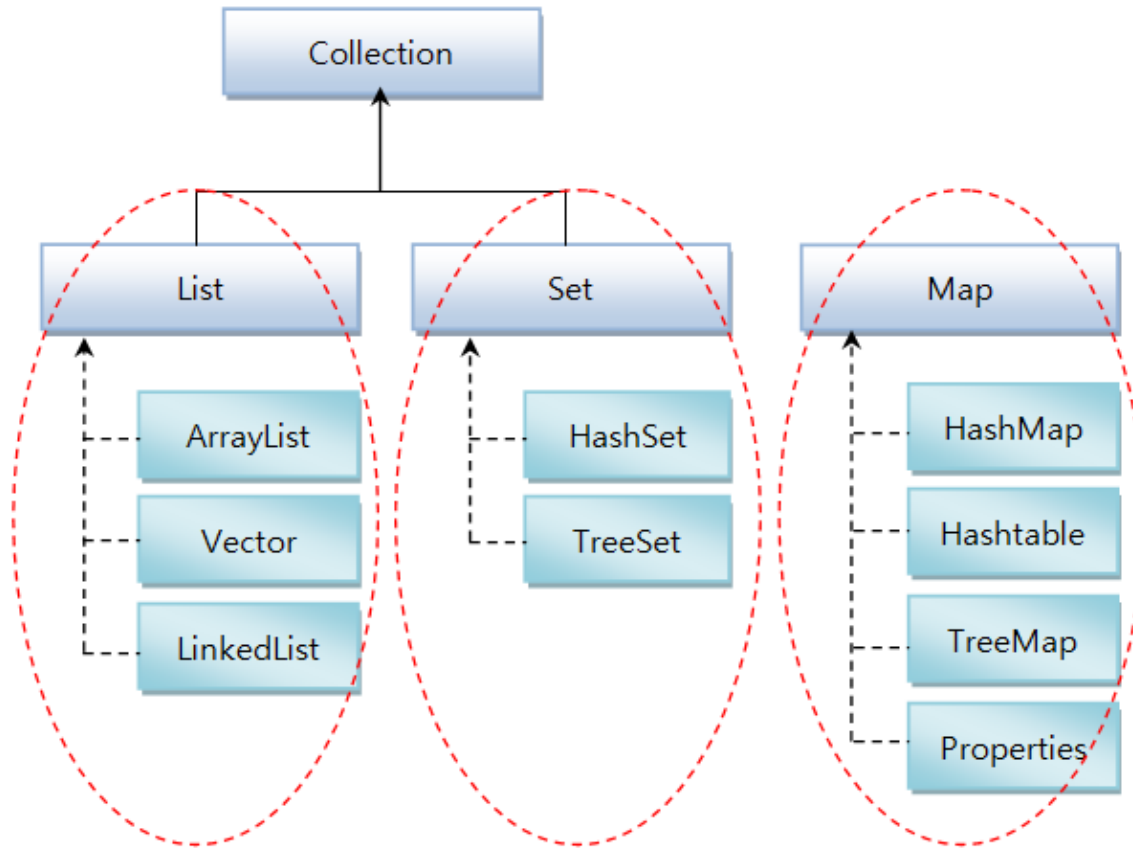 Collection
List
Set
Map
ArrayList
Vector
LinkedList
HashSet
TreeSet
HashMap
Hashtable
TreeMap
Properties